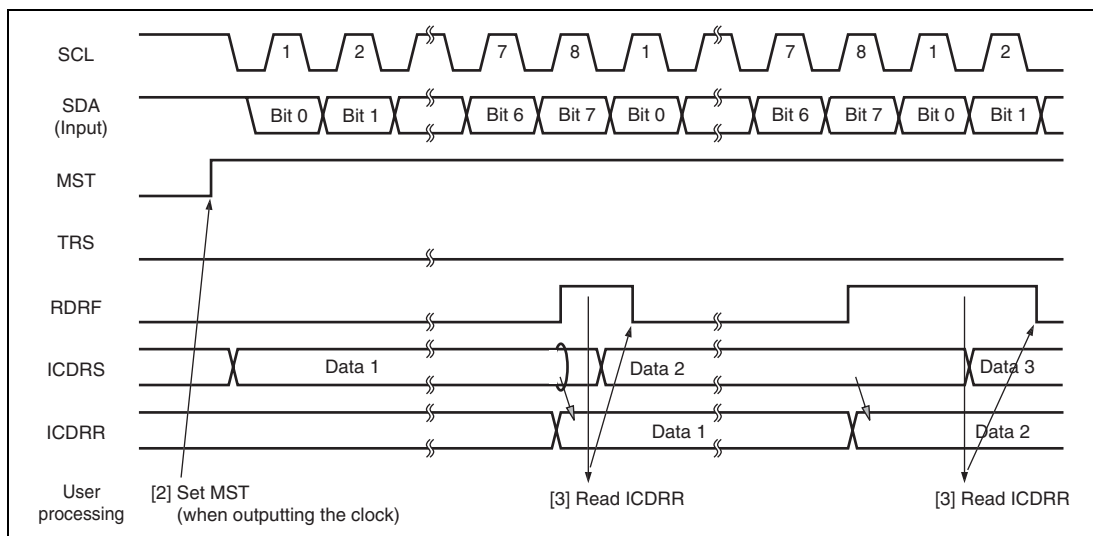 SCL 1 2 7 8 1 7 8 1 2
SDA
(Input) Bit 0 Bit 1 Bit 6 Bit 7 Bit 0 Bit 6 Bit 7 Bit 0 Bit 1
MST
TRS
RDRF
ICDRS Data 1 Data 2 Data 3
ICDRR Data 1 Data 2
User
processing
[2] Set MST
(when outputting the clock)
[3] Read ICDRR
[3] Read ICDRR